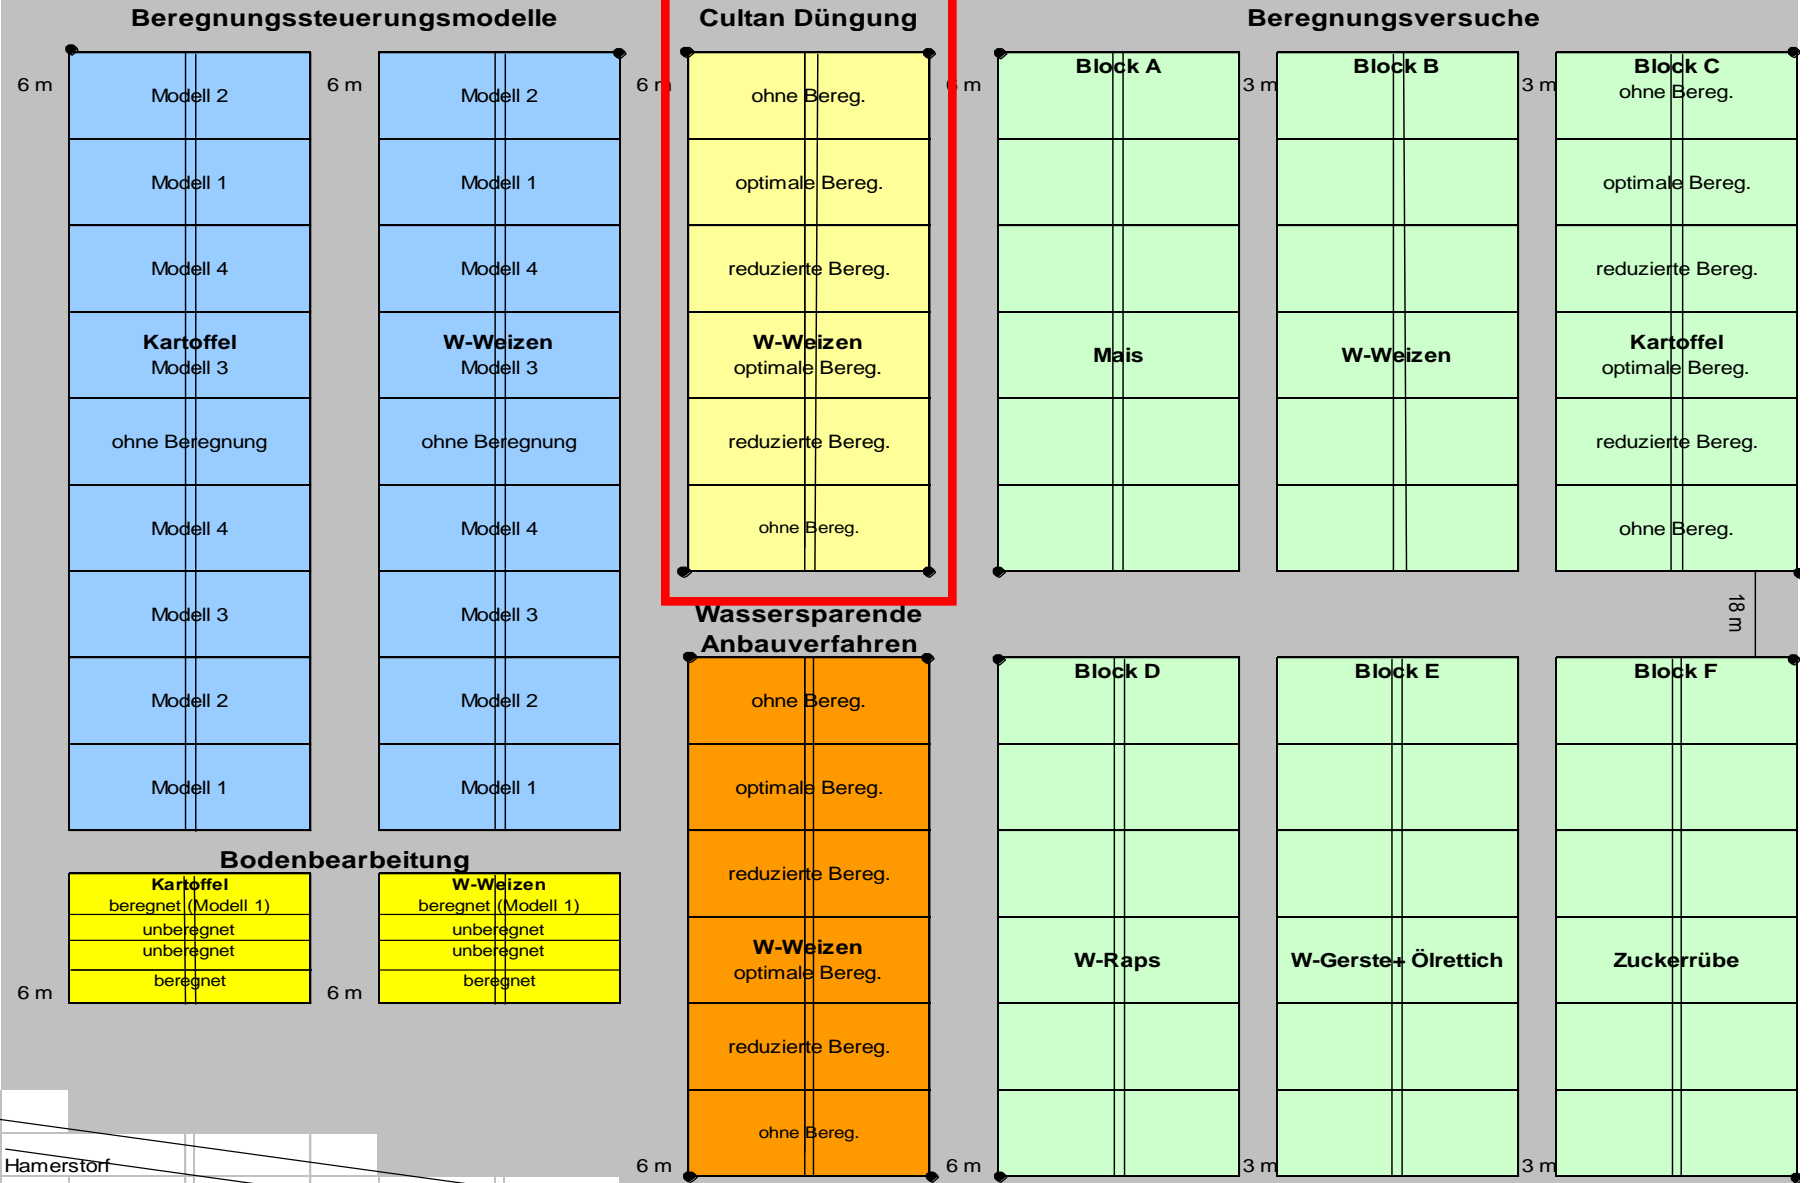 Beregnungssteuerungsmodelle
6 m
Modell 2
Modell 1
Modell 4
Kartoffel
Modell 3
ohne Beregnung
Modell 4
Modell 3
Modell 2
Modell 1
6 m
Modell 2
Modell 1
Modell 4
W-Weizen
Modell 3
ohne Beregnung
Modell 4
Modell 3
Modell 2
Modell 1
Bodenbearbeitung
Kartoffel
beregnet (Modell 1)
unberegnet
unberegnet
beregnet
6 m
W-Weizen
beregnet (Modell 1)
unberegnet
unberegnet
beregnet
6 m
Hamerstorf
Cultan Düngung
6 m
ohne Bereg.
optimale Bereg.
reduzierte Bereg.
W-Weizen
optimale Bereg.
reduzierte Bereg.
ohne Bereg.
Wassersparende
Anbauverfahren
ohne Bereg.
optimale Bereg.
reduzierte Bereg.
W-Weizen
optimale Bereg.
reduzierte Bereg.
ohne Bereg.
6 m
Beregnungsversuche
6 m
Block A
Mais
3 m
Block B
W-Weizen
3 m
Block C
ohne Bereg.
optimale Bereg.
reduzierte Bereg.
Kartoffel
optimale Bereg.
reduzierte Bereg.
ohne Bereg.
18 m
Block D
W-Raps
6 m
Block E
W-Gerste+ Ölrettich
3 m
Block F
Zuckerrübe
3 m